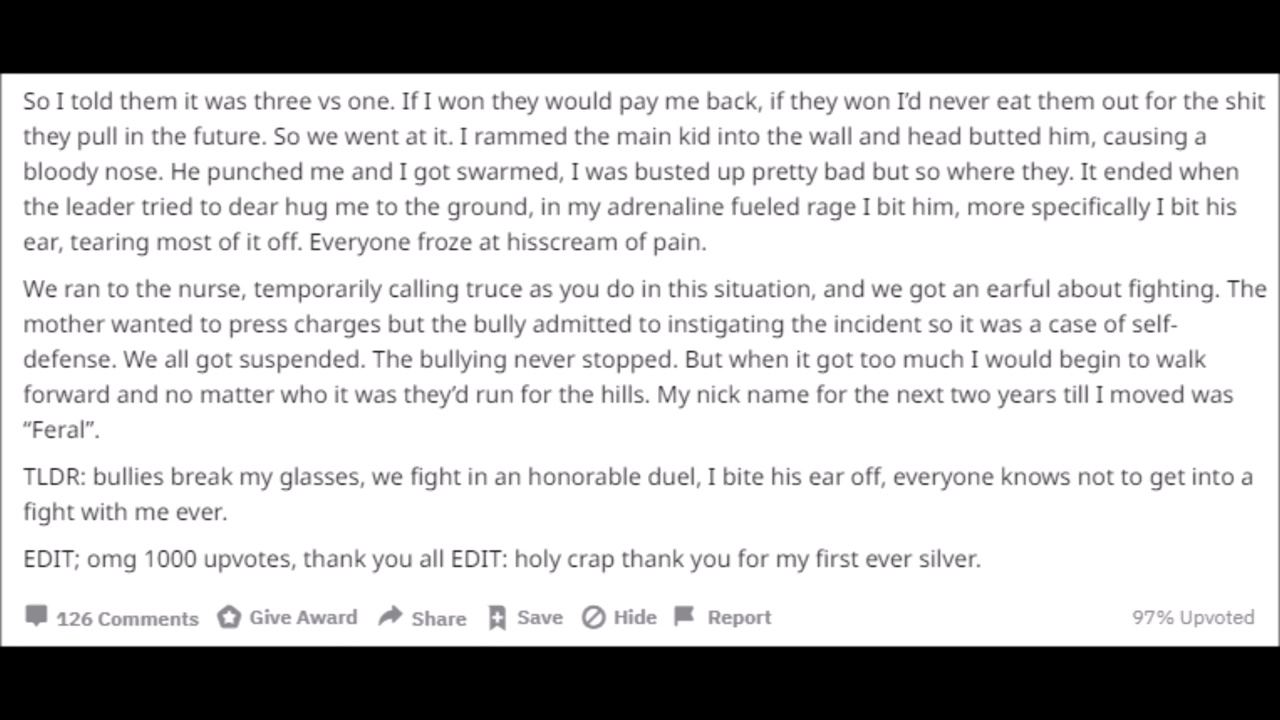 So I told them it was three vs one. If I won they would pay me back, if they won I'd never eat them out for the shit
they pull in the future. So we went at it. I rammed the main kid into the wall and head butted him, causing a
bloody nose. He punched me and I got swarmed, I was busted up pretty bad but so where they. It ended when
the leader tried to dear hug me to the ground, in my adrenaline fueled rage I bit him, more specifically I bit his
ear, tearing most of it off. Everyone froze at hisscream of pain.
We ran to the nurse, temporarily calling truce as you do in this situation, and we got an earful about fighting. The
mother wanted to press charges but the bully admitted to instigating the incident so it was a case of self-
defense. We all got suspended. The bullying never stopped. But when it got too much I would begin to walk
forward and no matter who it was they'd run for the hills. My nick name for the next two years till I moved was
“Feral”.
TLDR: bullies break my glasses, we fight in an honorable duel, I bite his ear off, everyone knows not to get into a
fight with me ever.
EDIT; omg 1000 upvotes, thank you all EDIT: holy crap thank you for my first ever silver.
126 Comments Give Award Share Save Hide Report 97% Upvoted